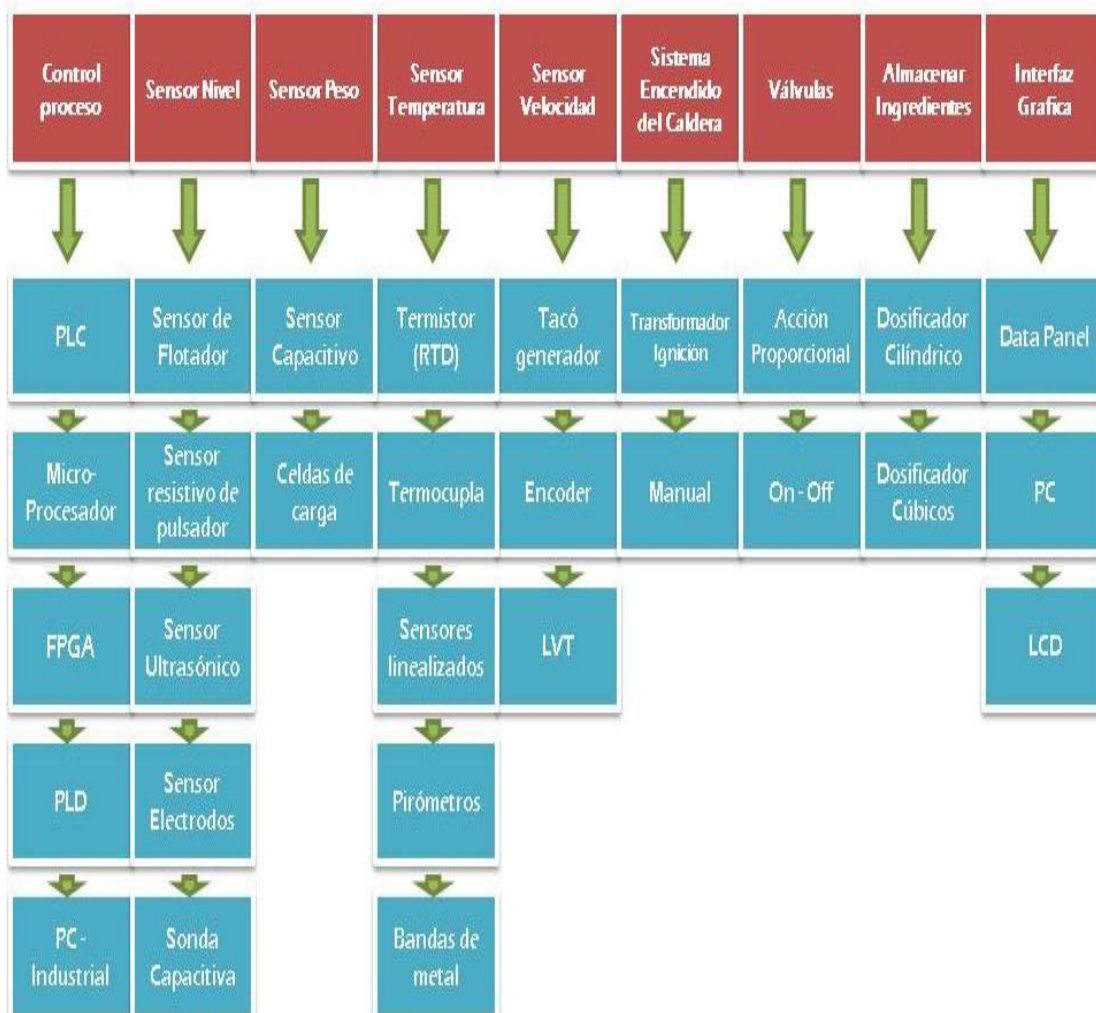 Control
proceso
Sensor Nivel
Sensor Peso
Sensor
Temperatura
Sensor
Velocidad
Sistema
Encendido
del Caldera
Válvulas
Almacenar
Ingredientes
Interfaz
Grafica
PLC
Sensor de
Flotador
Sensor
Capacitivo
Termistor
(RTD)
Tacó
generador
Transformador
Ignición
Acción
Proporcional
Dosificador
Cilíndrico
Data Panel
Micro-
Procesador
Sensor
resistivo de
pulsador
Celdas de
carga
Termocupla
Encoder
Manual
On - Off
Dosificador
Cúbicos
PC
FPGA
Sensor
Ultrasónico
Sensores
linealizados
LVT
LCD
PLD
Sensor
Electrodos
Pirómetros
PC -
Industrial
Sonda
Capacitiva
Bandas de
metal